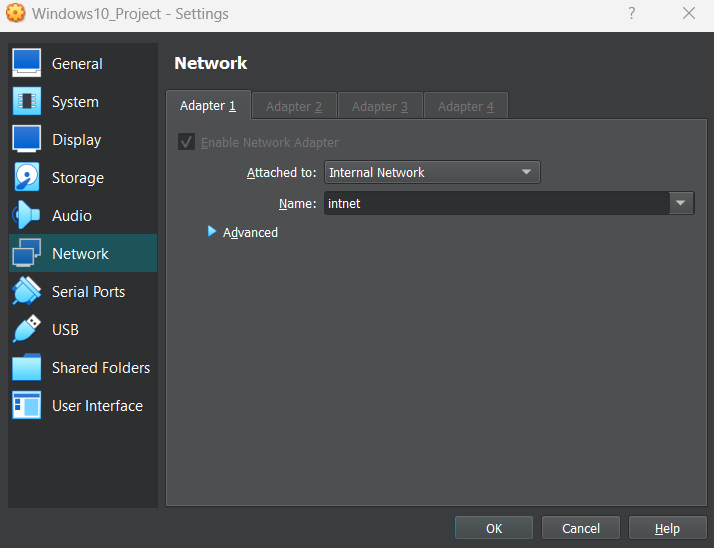 Windows10_Project - Settings
?
General
System
Display
Storage
Audio
Network
Serial Ports
USB
Shared Folders
User Interface
Network
Adapter 1
Adapter 2
Adapter 3
Adapter 4
Enable Network Adapter
Attached to: Internal Network
Name: intnet
Advanced
OK
Cancel
Help